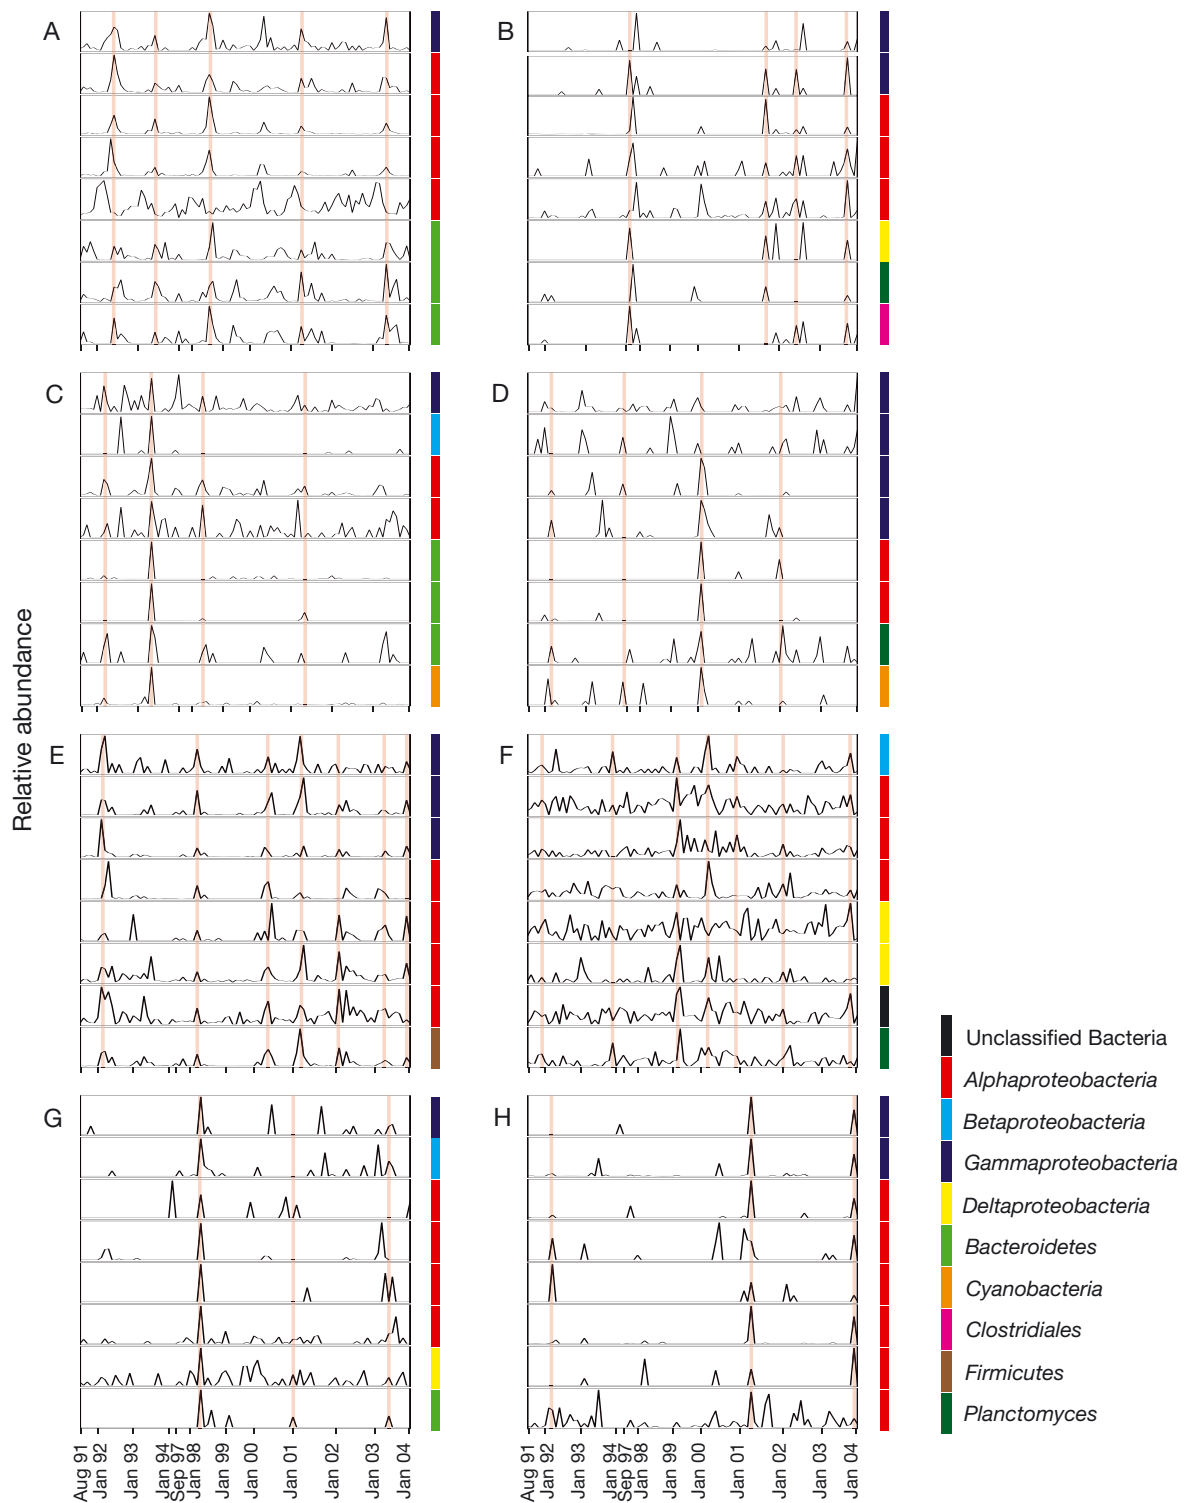 A
B
C
D
Relative abundance
E
F
Unclassified Bacteria
Alphaproteobacteria
Betaproteobacteria
Gammaproteobacteria
Deltaproteobacteria
Bacteroidetes
Cyanobacteria
Clostridiales
Firmicutes
Planctomyces
G
H
Aug 91
Jan 92
Jan 93
Jan 94
Sep 97
Jan 98
Jan 99
Jan 00
Jan 01
Jan 02
Jan 03
Jan 04
Aug 91
Jan 92
Jan 93
Jan 94
Sep 97
Jan 98
Jan 99
Jan 00
Jan 01
Jan 02
Jan 03
Jan 04